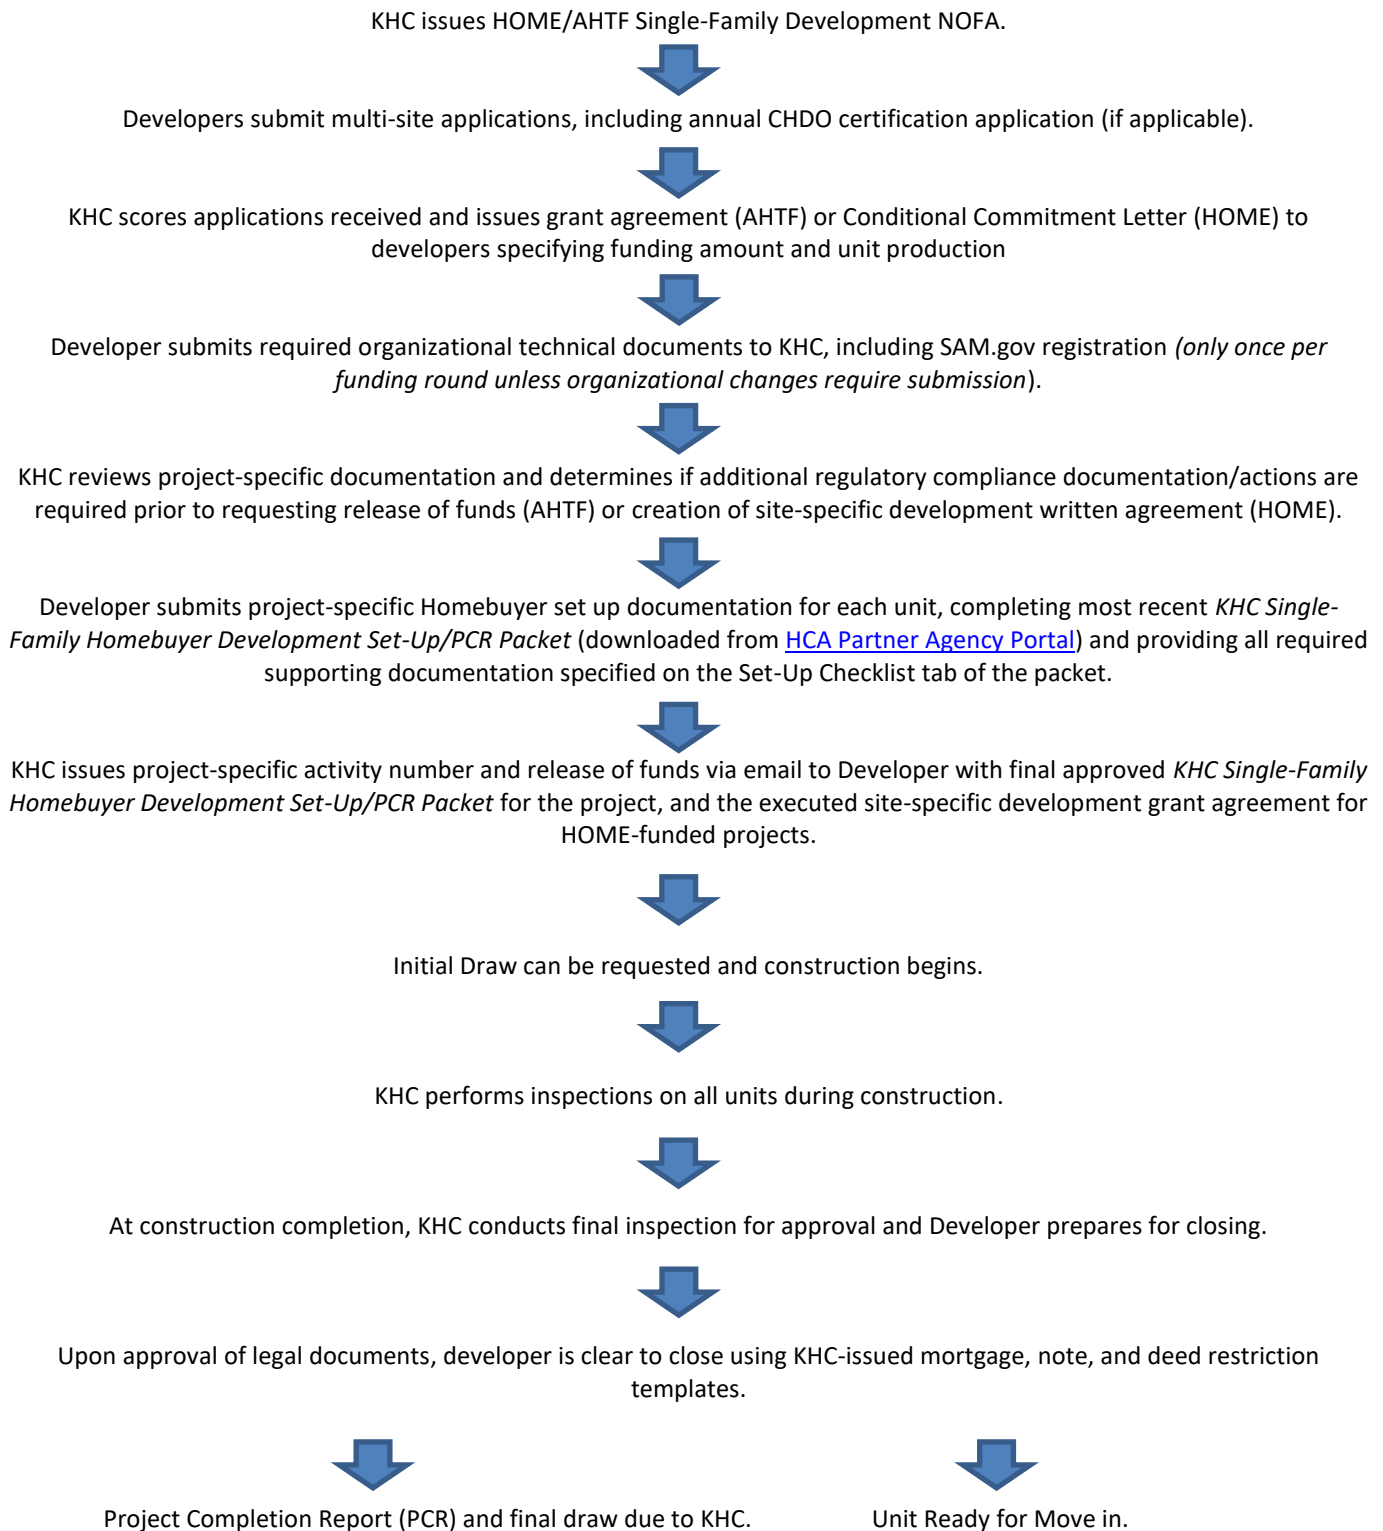 KHC issues HOME/AHTF Single-Family Development NOFA.
Developers submit multi-site applications, including annual CHDO certification application (if applicable).
KHC scores applications received and issues grant agreement (AHTF) or Conditional Commitment Letter (HOME) to
developers specifying funding amount and unit production
Developer submits required organizational technical documents to KHC, including SAM.gov registration (only once per
funding round unless organizational changes require submission).
KHC reviews project-specific documentation and determines if additional regulatory compliance documentation/actions are
required prior to requesting release of funds (AHTF) or creation of site-specific development written agreement (HOME).
Developer submits project-specific Homebuyer set up documentation for each unit, completing most recent KHC Single-
Family Homebuyer Development Set-Up/PCR Packet (downloaded from HCA Partner Agency Portal) and providing all required
supporting documentation specified on the Set-Up Checklist tab of the packet.
KHC issues project-specific activity number and release of funds via email to Developer with final approved KHC Single-Family
Homebuyer Development Set-Up/PCR Packet for the project, and the executed site-specific development grant agreement for
HOME-funded projects.
Initial Draw can be requested and construction begins.
KHC performs inspections on all units during construction.
At construction completion, KHC conducts final inspection for approval and Developer prepares for closing.
Upon approval of legal documents, developer is clear to close using KHC-issued mortgage, note, and deed restriction
templates.
Project Completion Report (PCR) and final draw due to KHC.
Unit Ready for Move in.